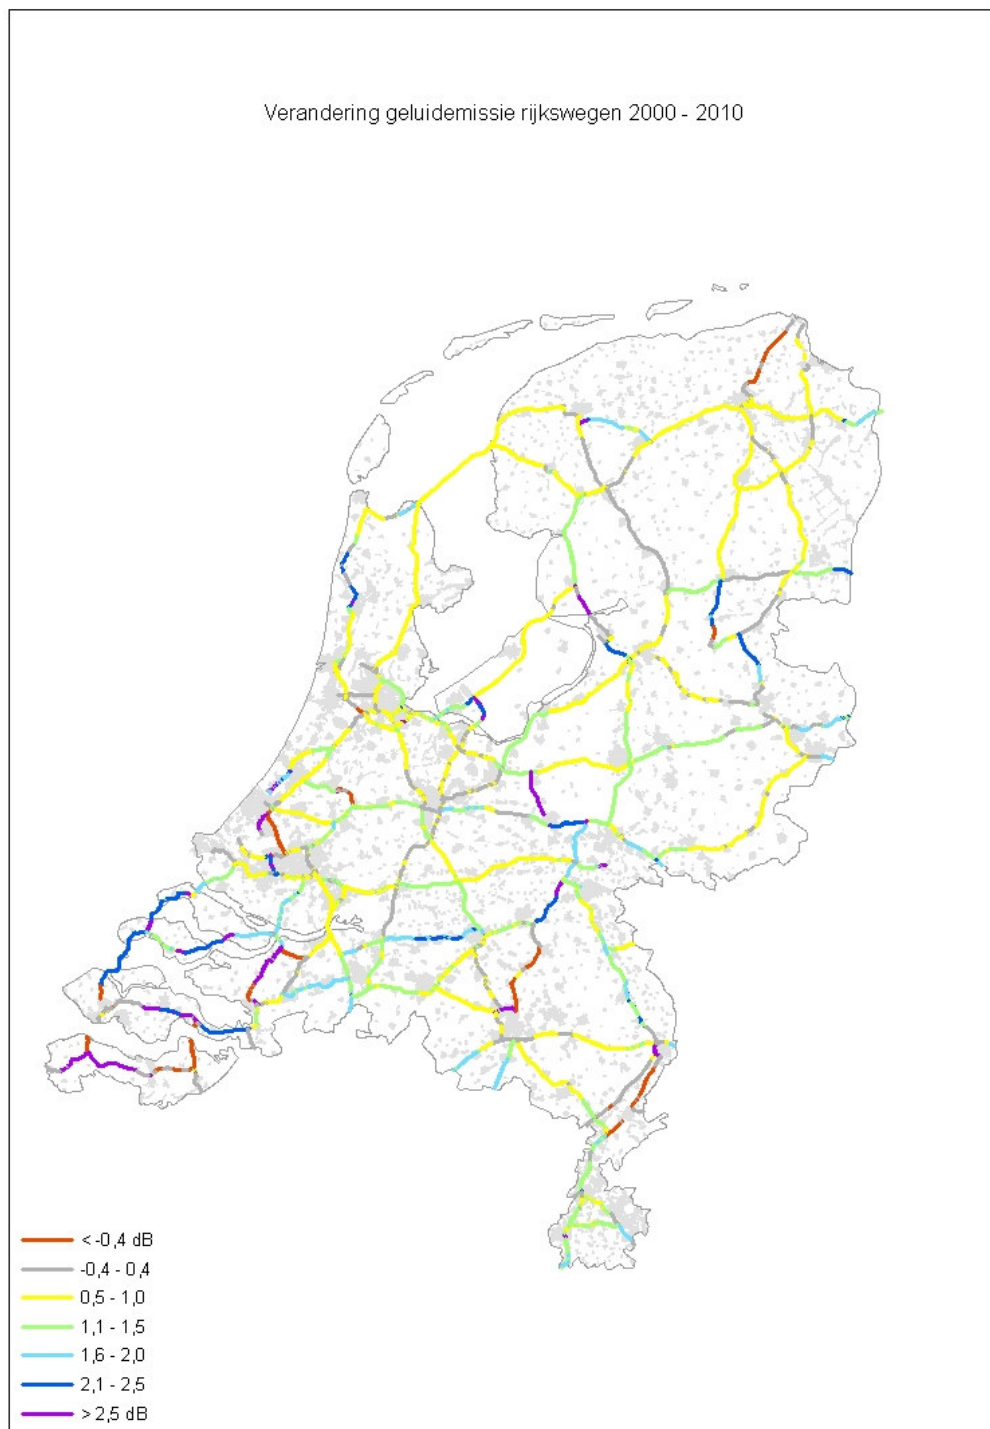 Verandering geluidemissie rijkswegen 2000 - 2010
< -0,4 dB
-0,4 - 0,4
0,5 - 1,0
1,1 - 1,5
1,6 - 2,0
2,1 - 2,5
> 2,5 dB